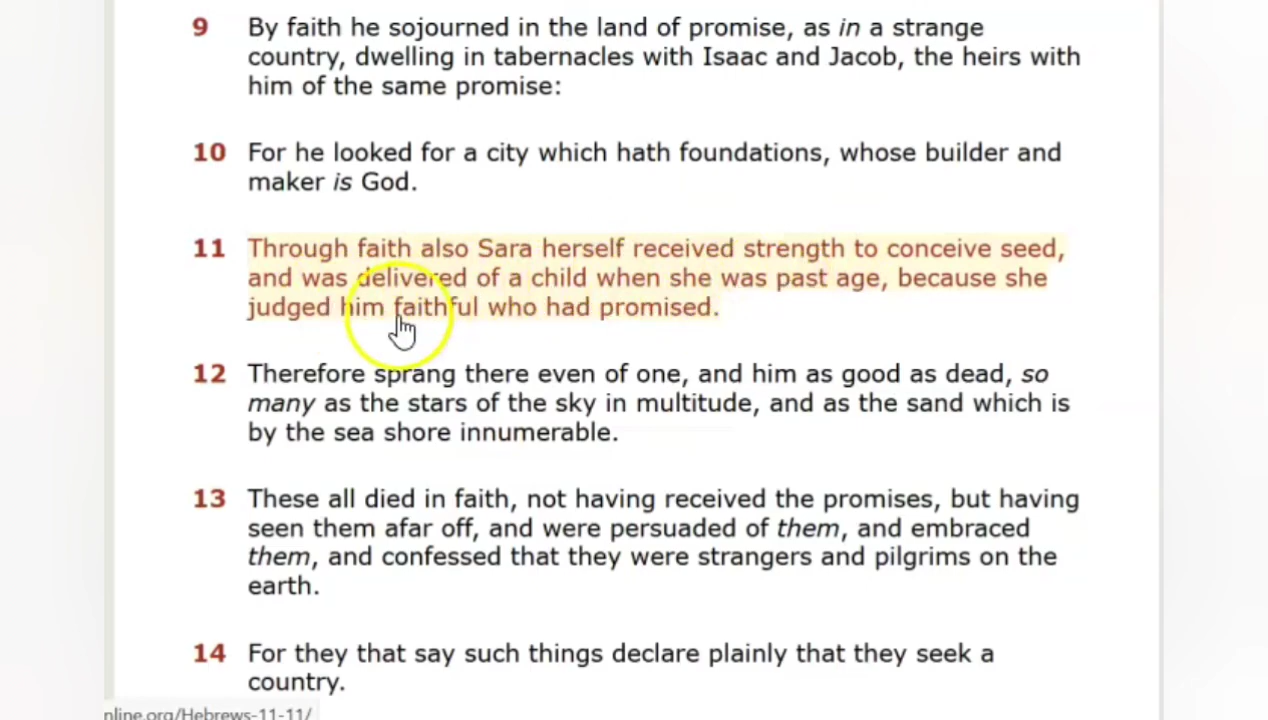 9 By faith he sojourned in the land of promise, as in a strange
country, dwelling in tabernacles with Isaac and Jacob, the heirs with
him of the same promise:
10 For he looked for a city which hath foundations, whose builder and
maker is God.
11 Through faith also Sara herself received strength to conceive seed,
and was delivered of a child when she was past age, because she
judged him faithful who had promised.
12 Therefore sprang there even of one, and him as good as dead, so
many as the stars of the sky in multitude, and as the sand which is
by the sea shore innumerable.
13 These all died in faith, not having received the promises, but having
seen them afar off, and were persuaded of them, and embraced
them, and confessed that they were strangers and pilgrims on the
earth.
14 For they that say such things declare plainly that they seek a
country.
nline.org/Hebrews-11-11/